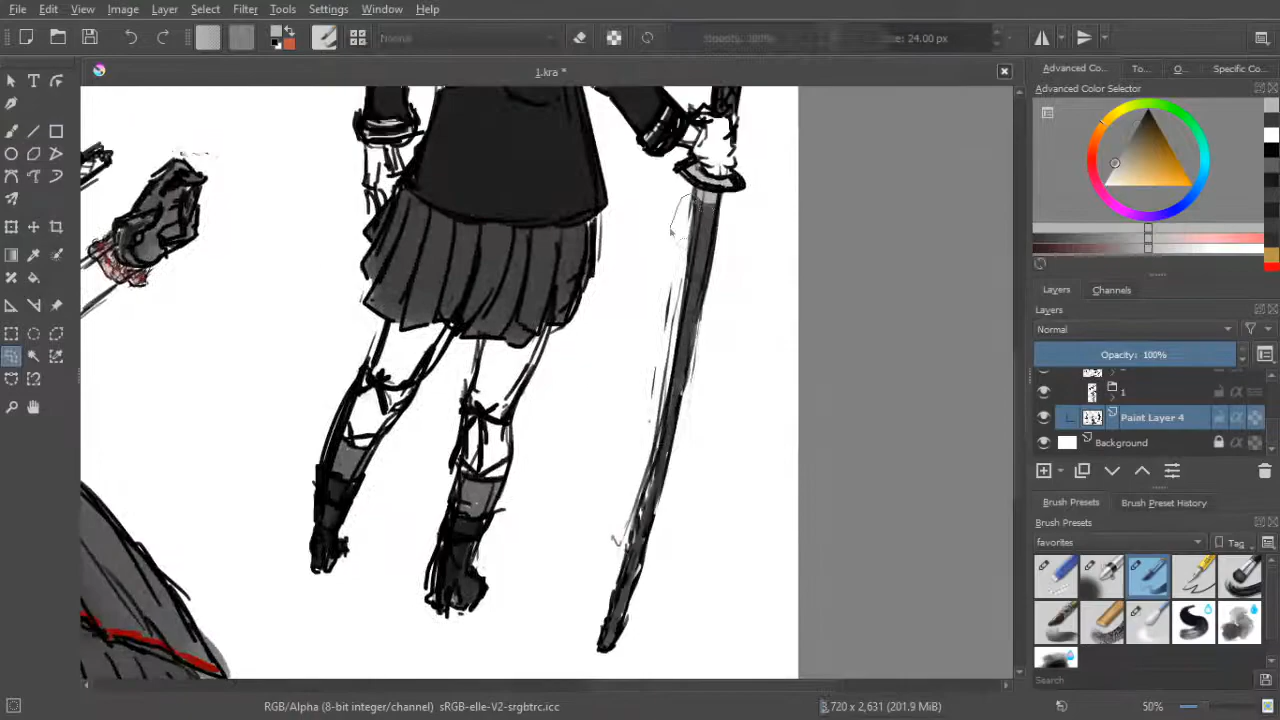 File Edit View Image Layer Select Filter Tools Settings Window Help
Normal
Opacity: 100%
24.00 px
1.kra *
Advanced Co...
To...
O...
Specific Co...
Advanced Color Selector
Layers
Channels
Layers
Normal
Opacity: 100%
1
Paint Layer 4
Background
Brush Presets
Brush Preset History
Brush Presets
favorites
Tag
Search
RGB/Alpha (8-bit integer/channel) sRGB-elle-V2-srgbtrc.icc
3,720 x 2,631 (201.9 MiB)
50%